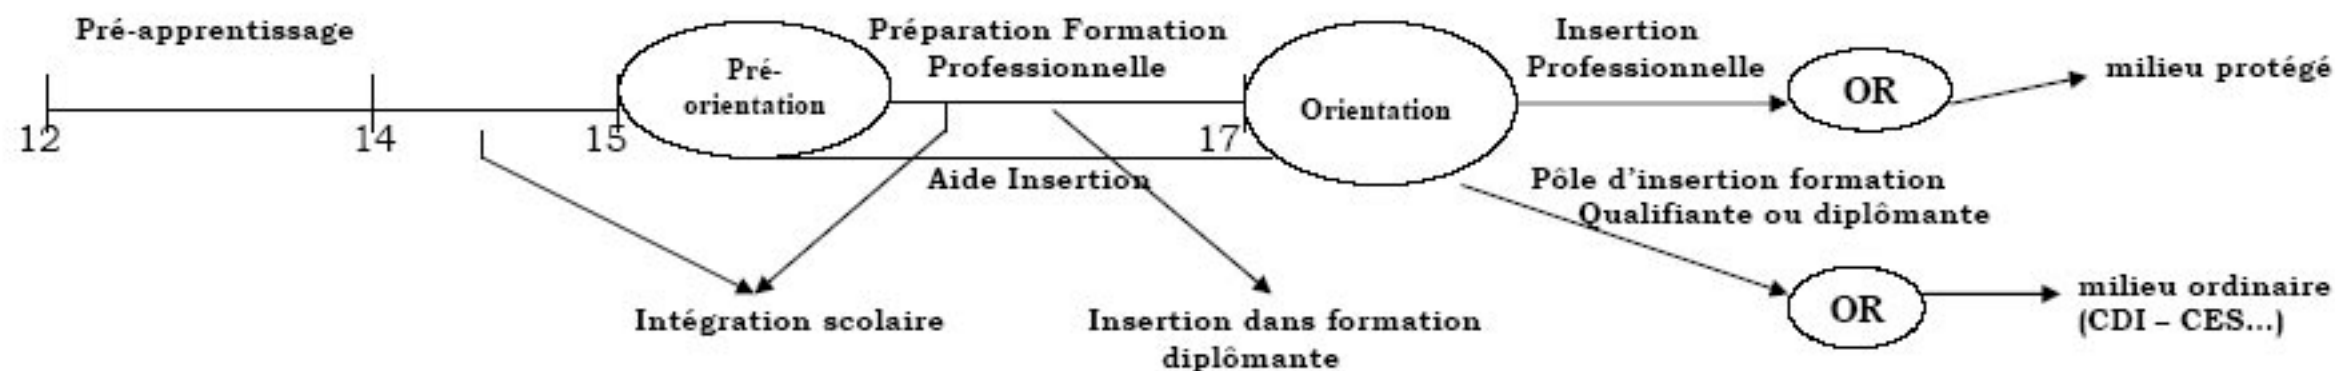 Pré-apprentissage
12
14
15
Pré-
orientation
Préparation Formation
Professionnelle
Aide Insertion
17
Orientation
Insertion
Professionnelle
OR
milieu protégé
Pôle d'insertion formation
Qualifiante ou diplômante
OR
milieu ordinaire
(CDI – CES...)
Intégration scolaire
Insertion dans formation
diplômante